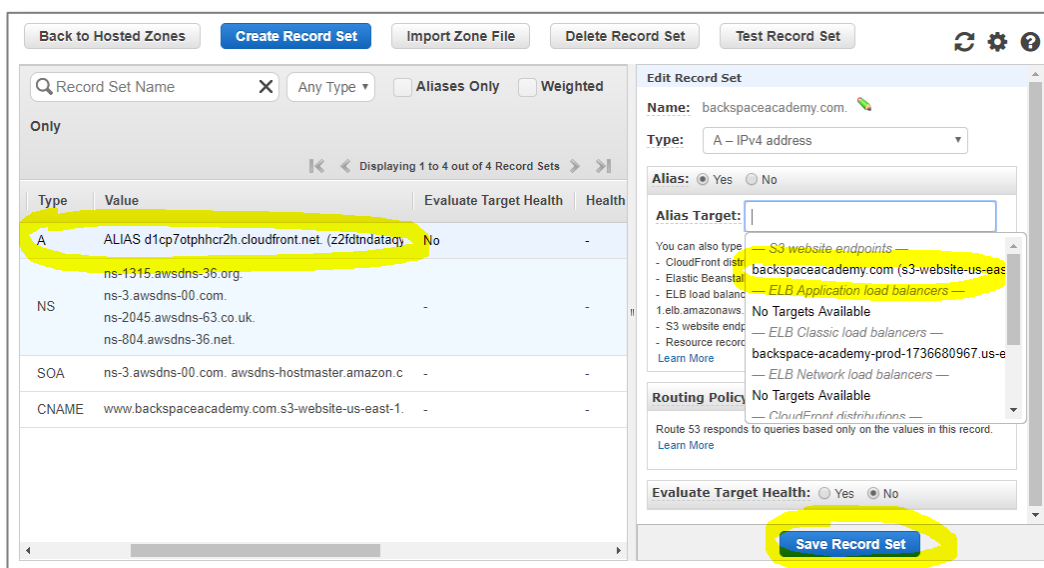 Back to Hosted Zones Create Record Set Import Zone File Delete Record Set Test Record Set
Record Set Name Any Type Aliases Only Weighted
Only
Displaying 1 to 4 out of 4 Record Sets
Type Value Evaluate Target Health Health
A ALIAS d1cp7otphhcr2h.cloudfront.net. (z2fdtndataqy No -
ns-1315.awsdns-36.org.
ns-3.awsdns-00.com.
NS - -
ns-2045.awsdns-63.co.uk.
ns-804.awsdns-36.net.
SOA ns-3.awsdns-00.com. awsdns-hostmaster.amazon.c - -
CNAME www.backspaceacademy.com.s3-website-us-east-1. - -
Edit Record Set
Name: backspaceacademy.com.
Type: A – IPv4 address
Alias: Yes No
Alias Target:
You can also type
- CloudFront distr
- Elastic Beanstal
- ELB load balanc
1.elb.amazonaws.
- S3 website endp
- Resource record
Learn More
— S3 website endpoints —
backspaceacademy.com (s3-website-us-eas
— ELB Application load balancers —
No Targets Available
— ELB Classic load balancers —
backspace-academy-prod-1736680967.us-e
— ELB Network load balancers —
No Targets Available
— CloudFront distributions —
Routing Policy
Route 53 responds to queries based only on the values in this record.
Learn More
Evaluate Target Health: Yes No
Save Record Set